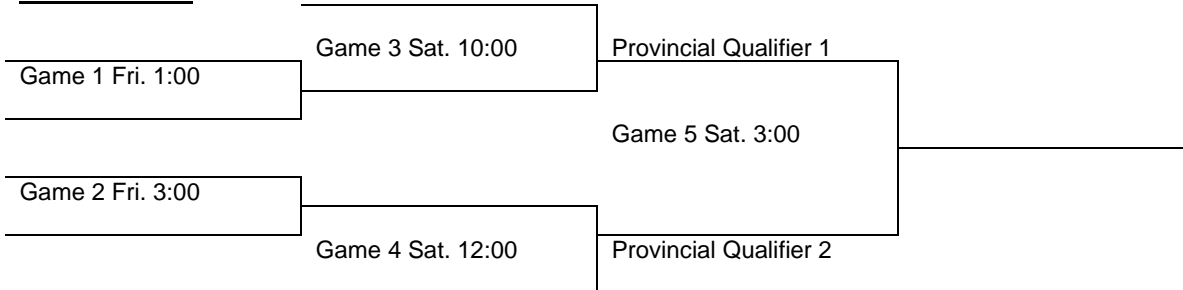 Game 3 Sat. 10:00
Provincial Qualifier 1
Game 1 Fri. 1:00
Game 5 Sat. 3:00
Game 2 Fri. 3:00
Game 4 Sat. 12:00
Provincial Qualifier 2